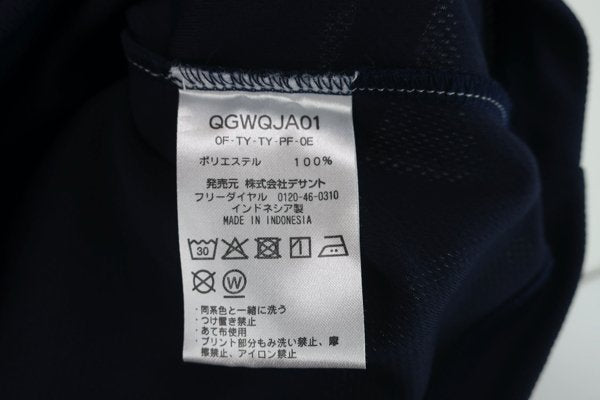 QGWQJA01
OF-TY-TY-PF-OE
ポリエステル 100%
発売元 株式会社デサント
フリーダイヤル 0120-46-0310
インドネシア製
MADE IN INDONESIA
30
W
・同系色と一緒に洗う
・つけ置き禁止
・あて布使用
・プリント部分もみ洗い禁止、摩
擦禁止、アイロン禁止